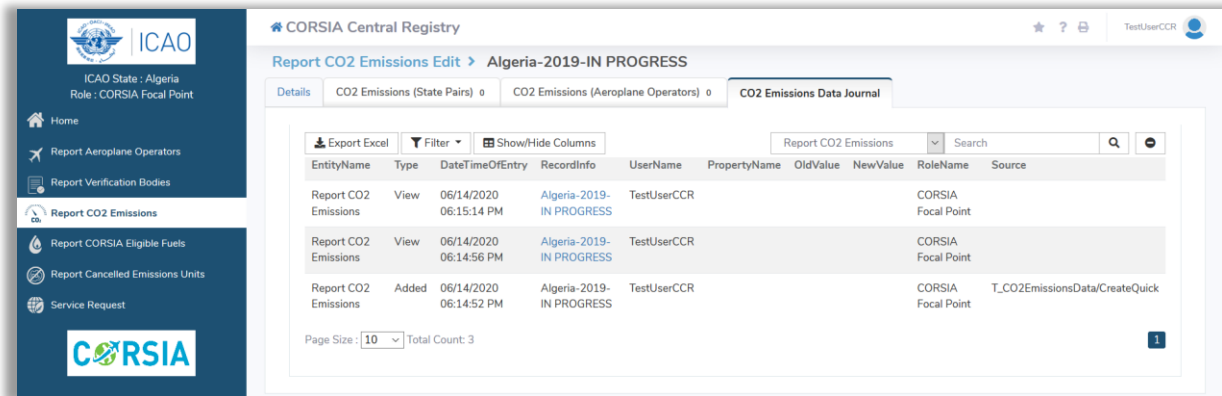 ICAO · OACI · ИКАО
ICAO
ICAO State : Algeria
Role : CORSIA Focal Point
Home
Report Aeroplane Operators
Report Verification Bodies
CO₂
Report CO2 Emissions
Report CORSIA Eligible Fuels
Report Cancelled Emissions Units
Service Request
CORSIA
CORSIA Central Registry
? TestUserCCR
Report CO2 Emissions Edit > Algeria-2019-IN PROGRESS
Details CO2 Emissions (State Pairs) 0 CO2 Emissions (Aeroplane Operators) 0 CO2 Emissions Data Journal
Export Excel Filter Show/Hide Columns Report CO2 Emissions Search
EntityName Type DateTimeOfEntry RecordInfo UserName PropertyName OldValue NewValue RoleName Source
Report CO2 View 06/14/2020 Algeria-2019- TestUserCCR CORSIA
Emissions 06:15:14 PM IN PROGRESS Focal Point
Report CO2 View 06/14/2020 Algeria-2019- TestUserCCR CORSIA
Emissions 06:14:56 PM IN PROGRESS Focal Point
Report CO2 Added 06/14/2020 Algeria-2019- TestUserCCR CORSIA T_CO2EmissionsData/CreateQuick
Emissions 06:14:52 PM IN PROGRESS Focal Point
Page Size : 10 Total Count: 3 1